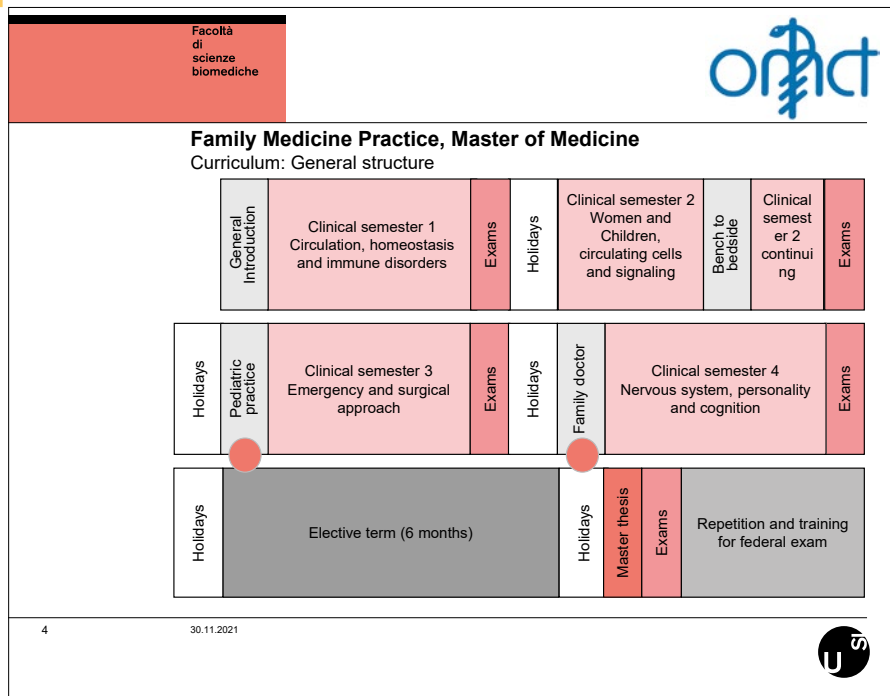 Facoltà
di
scienze
biomediche
omct
Family Medicine Practice, Master of Medicine
Curriculum: General structure
General
Introduction
Clinical semester 1
Circulation, homeostasis
and immune disorders
Exams
Holidays
Clinical semester 2
Women and
Children,
circulating cells
and signaling
Bench to
bedside
Clinical
semest
er 2
continui
ng
Exams
Holidays
Pediatric
practice
Clinical semester 3
Emergency and surgical
approach
Exams
Holidays
Family doctor
Clinical semester 4
Nervous system, personality
and cognition
Exams
Holidays
Elective term (6 months)
Holidays
Master thesis
Exams
Repetition and training
for federal exam
4
30.11.2021
U
SI